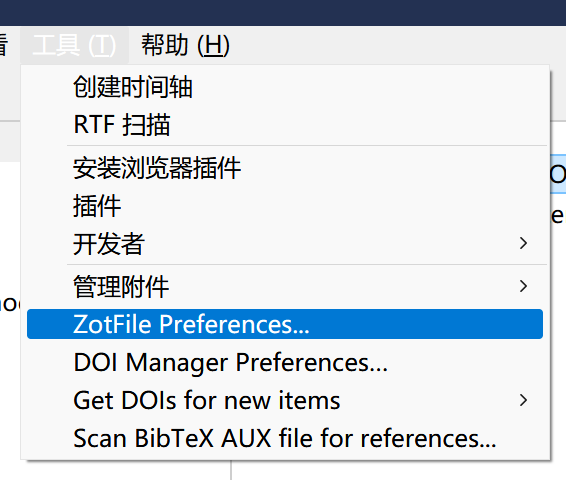 看 工具 (T) 帮助 (H)
创建时间轴
RTF 扫描
安装浏览器插件
插件
开发者
管理附件
ZotFile Preferences...
DOI Manager Preferences...
Get DOIs for new items
Scan BibTeX AUX file for references...